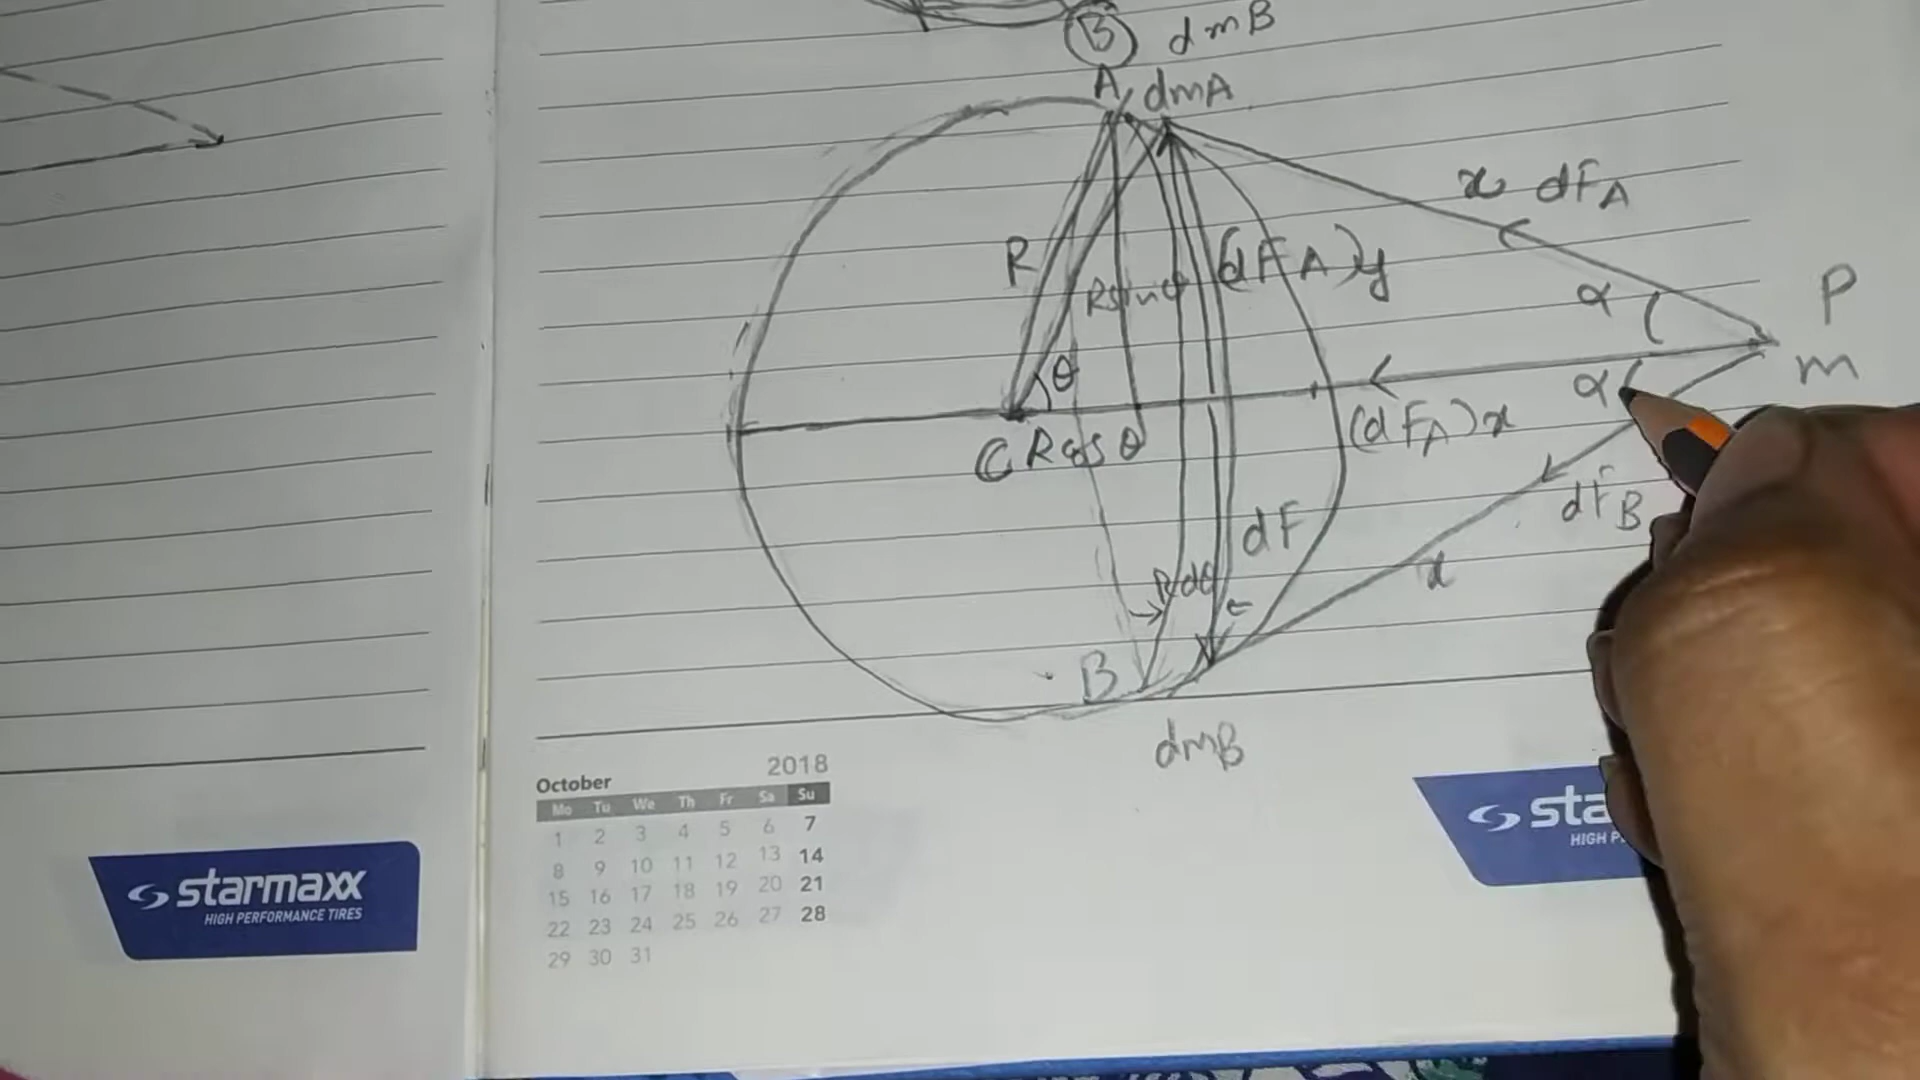 B dmB
A dmA
x dFA
R Rsinθ (dFA)y
α P
θ
α m
C Rcosθ (dFA)x
dF dFB
Rdθ x
B
dmB
October 2018
Mo Tu We Th Fr Sa Su
1 2 3 4 5 6 7
8 9 10 11 12 13 14
15 16 17 18 19 20 21
22 23 24 25 26 27 28
29 30 31
starmaxx
HIGH PERFORMANCE TIRES
sta
HIGH P